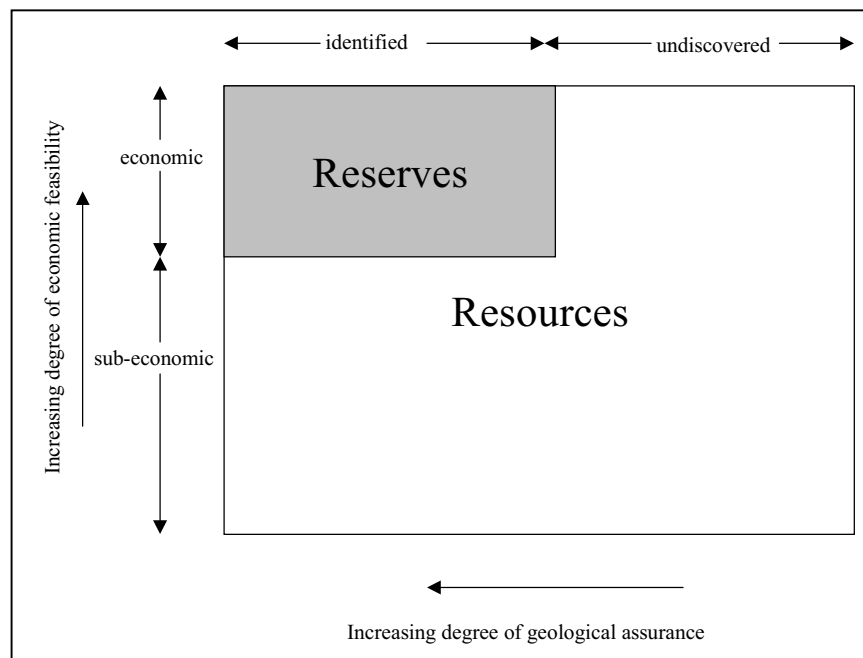 identified
undiscovered
economic
Reserves
Increasing degree of economic feasibility
Resources
sub-economic
Increasing degree of geological assurance